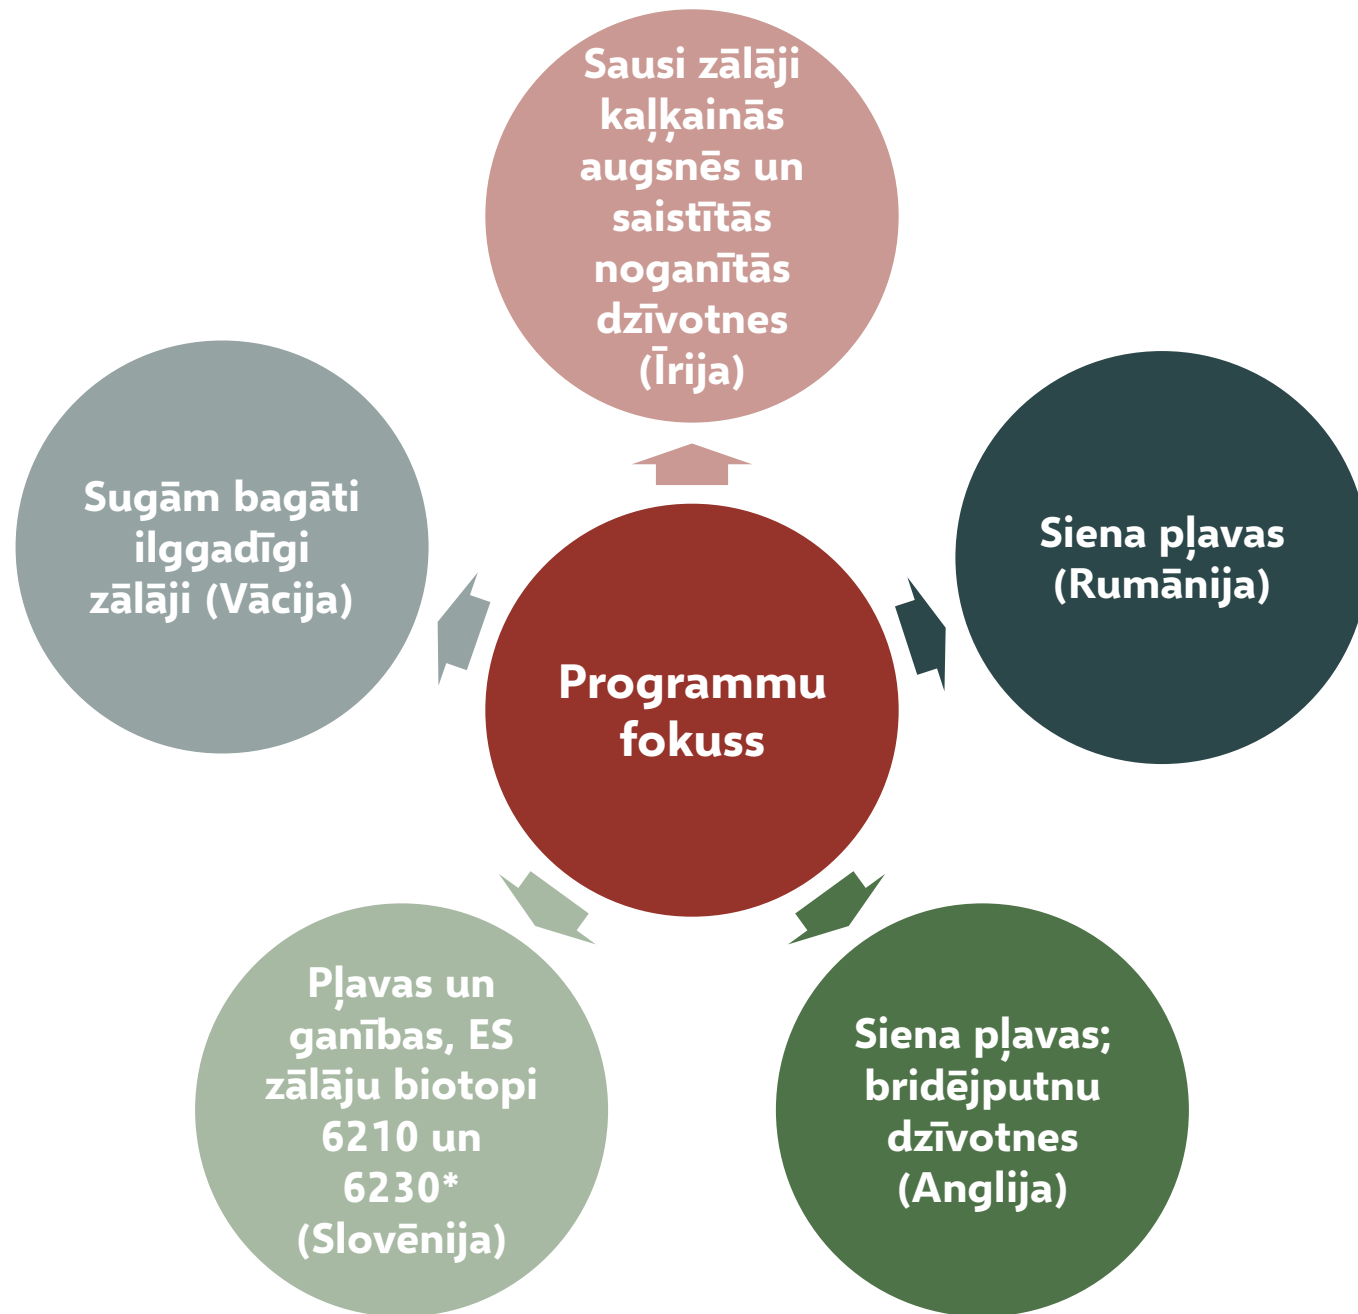 Sausi zālāji
kaļķainās
augsnēs un
saistītās
noganītās
dzīvotnes
(Īrija)
Sugām bagāti
ilggadīgi
zālāji (Vācija)
Siena pļavas
(Rumānija)
Programmu
fokuss
Pļavas un
ganības, ES
zālāju biotopi
6210 un
6230*
(Slovēnija)
Siena pļavas;
bridējputnu
dzīvotnes
(Anglija)